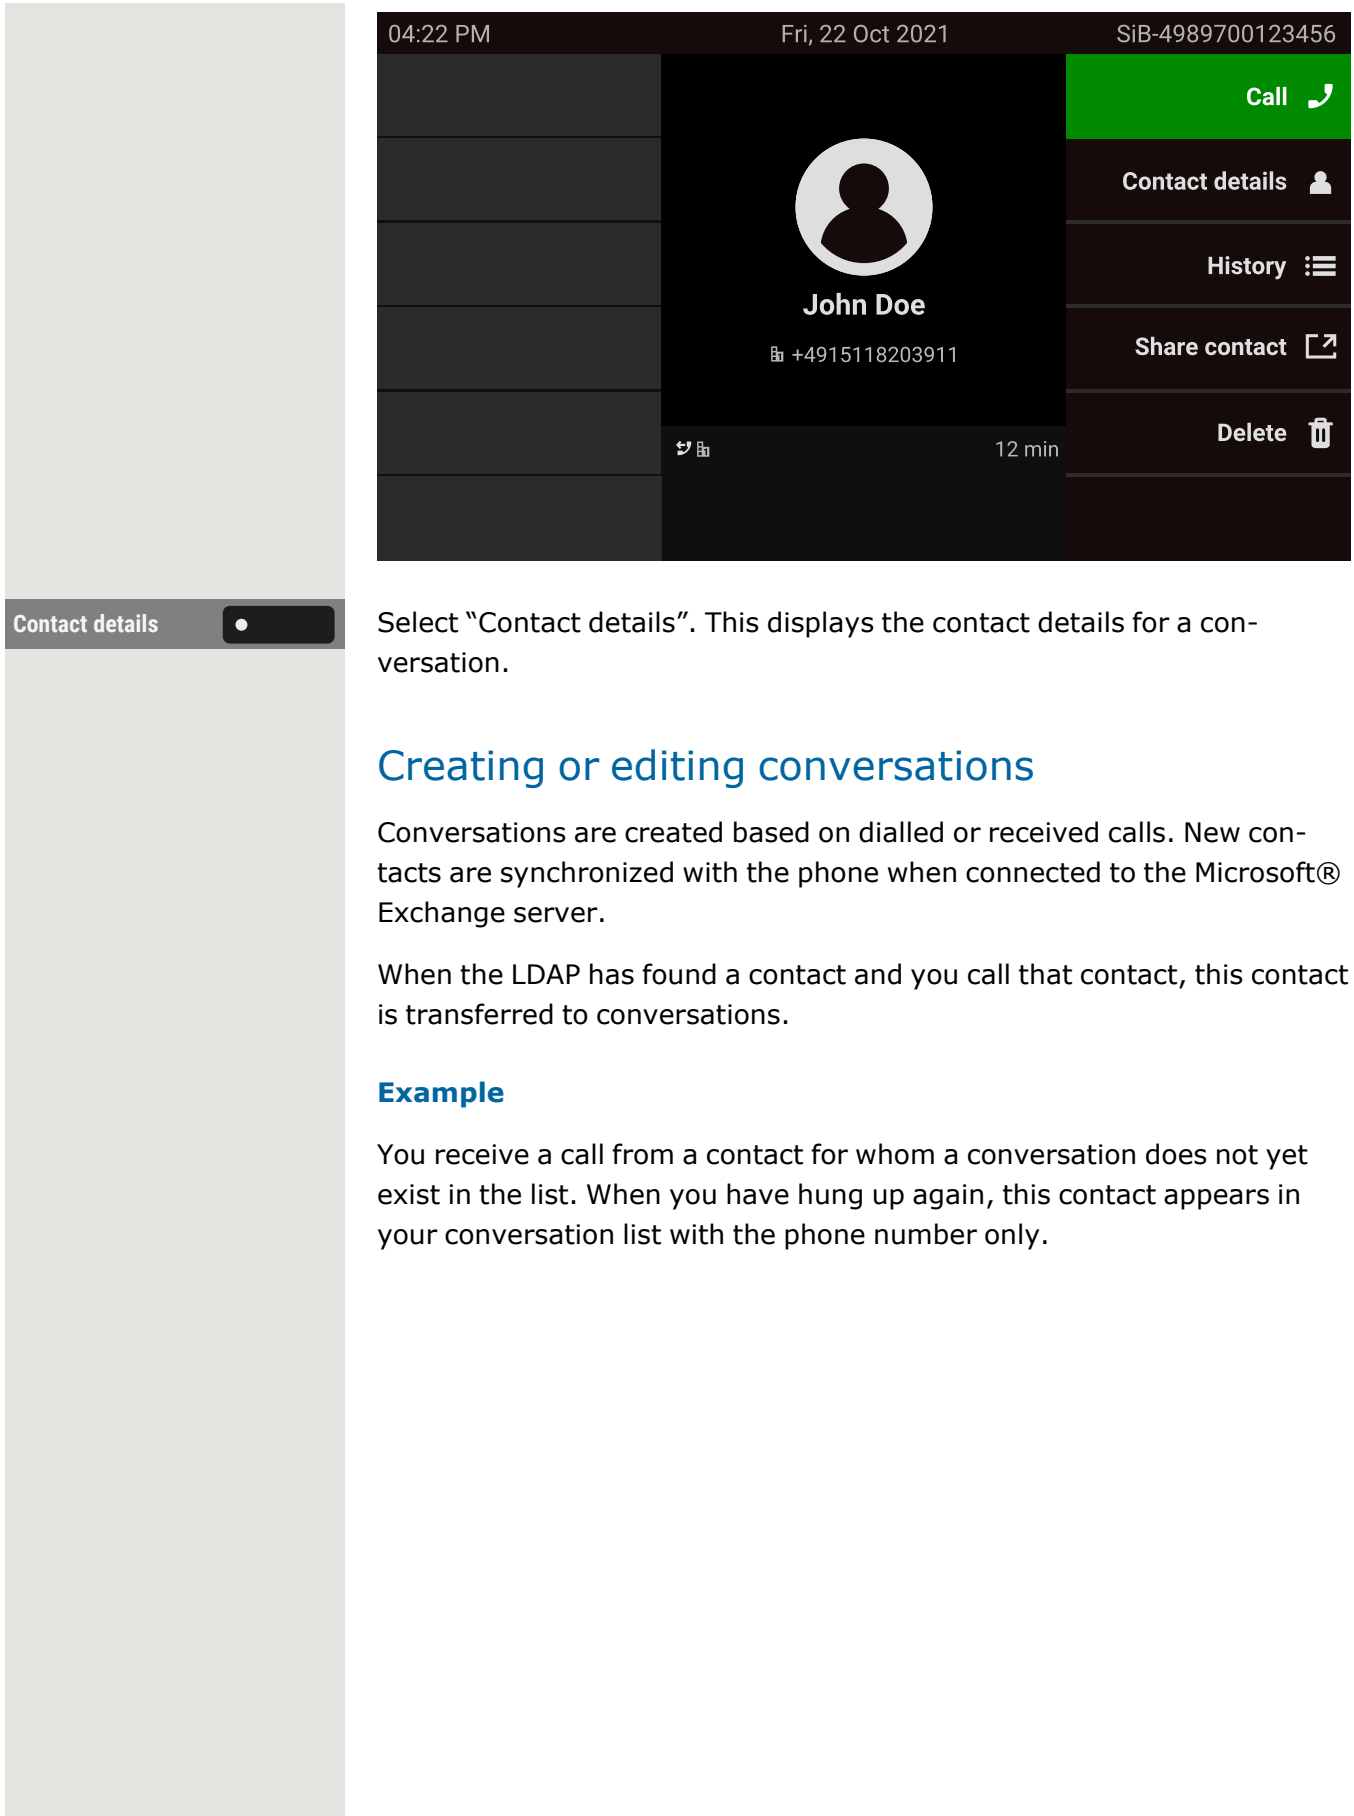 04:22 PM Fri, 22 Oct 2021 SiB-4989700123456
Call
Contact details
History
John Doe
Share contact
+4915118203911
Delete
12 min
Contact details
Select “Contact details”. This displays the contact details for a con-
versation.
Creating or editing conversations
Conversations are created based on dialled or received calls. New con-
tacts are synchronized with the phone when connected to the Microsoft®
Exchange server.
When the LDAP has found a contact and you call that contact, this contact
is transferred to conversations.
Example
You receive a call from a contact for whom a conversation does not yet
exist in the list. When you have hung up again, this contact appears in
your conversation list with the phone number only.